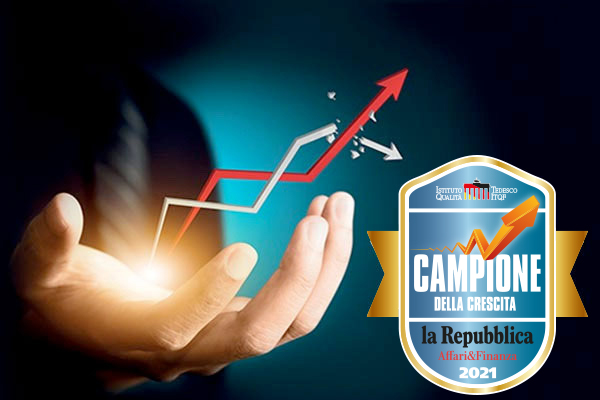 ISTITUTO TEDESCO
QUALITÀ ITQF
CAMPIONE
DELLA CRESCITA
la Repubblica
Affari&Finanza
2021